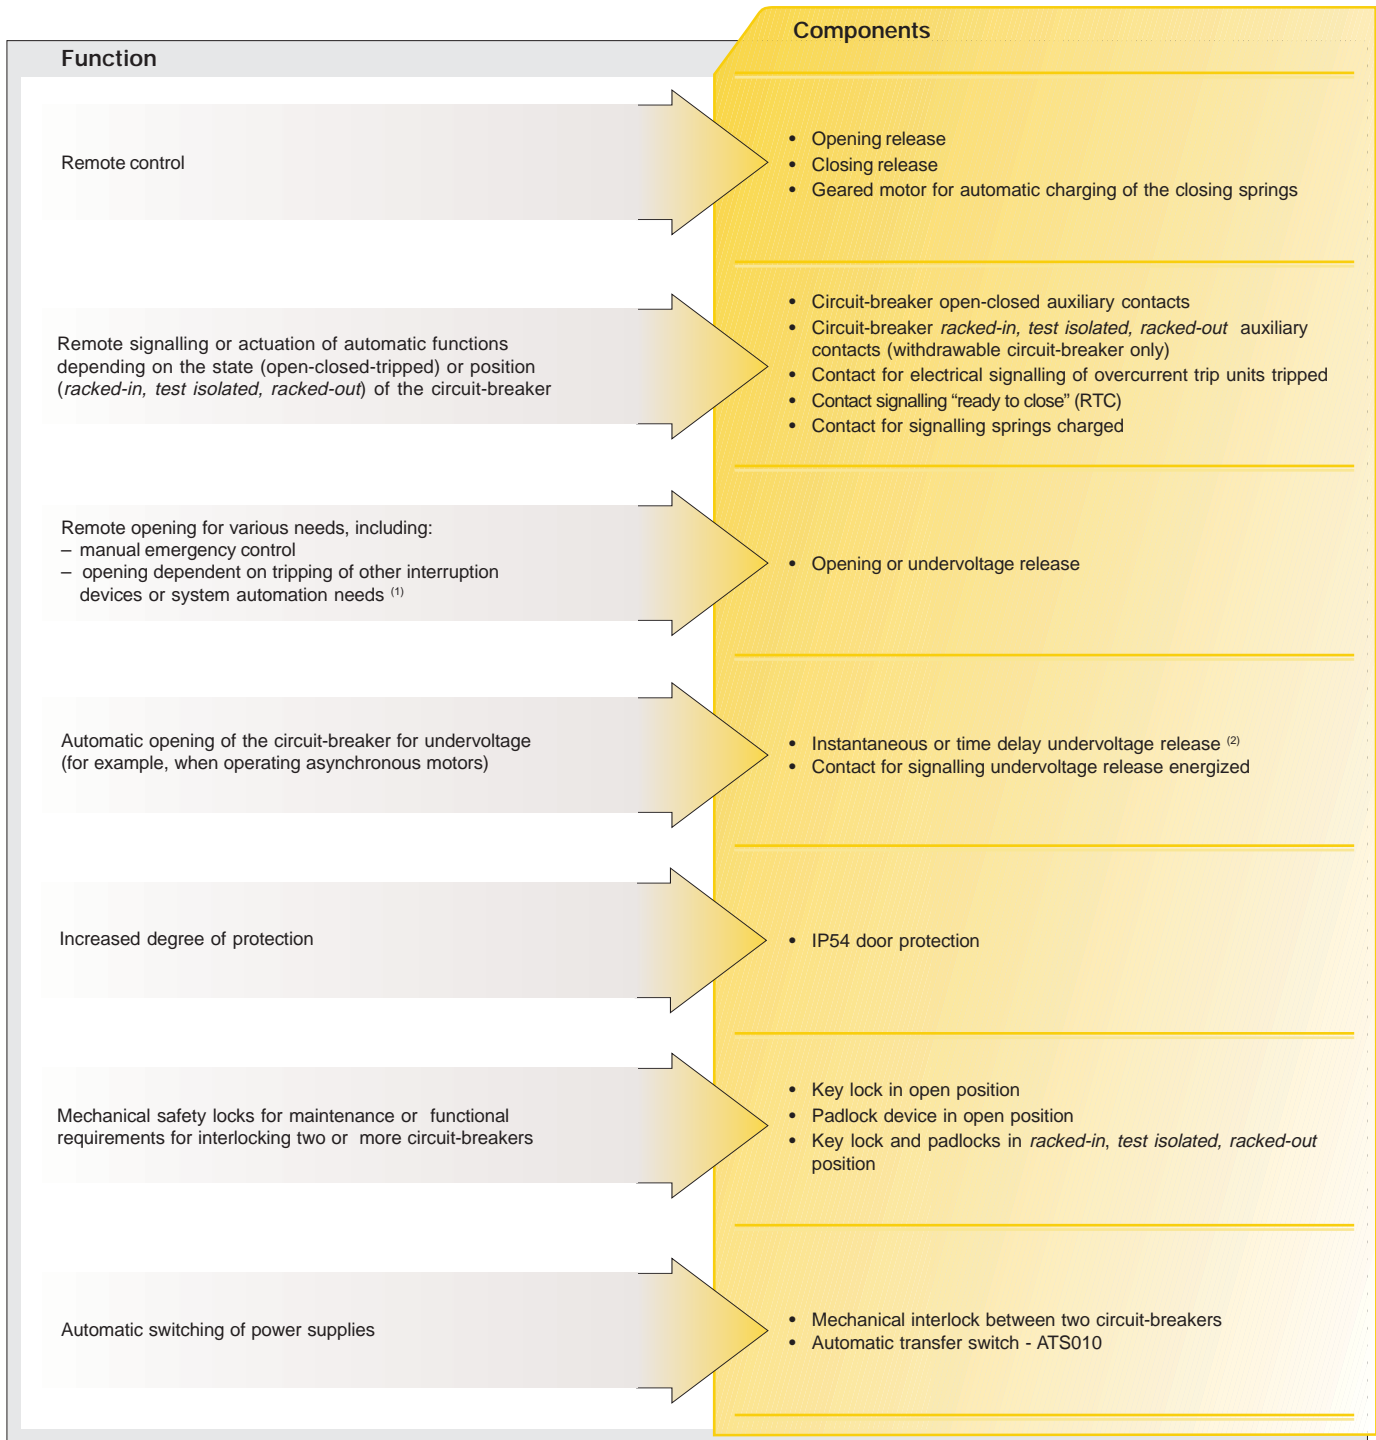 Function
Components
Remote control
• Opening release
• Closing release
• Geared motor for automatic charging of the closing springs
Remote signalling or actuation of automatic functions
depending on the state (open-closed-tripped) or position
(racked-in, test isolated, racked-out) of the circuit-breaker
• Circuit-breaker open-closed auxiliary contacts
• Circuit-breaker racked-in, test isolated, racked-out auxiliary
contacts (withdrawable circuit-breaker only)
• Contact for electrical signalling of overcurrent trip units tripped
• Contact signalling “ready to close” (RTC)
• Contact for signalling springs charged
Remote opening for various needs, including:
– manual emergency control
– opening dependent on tripping of other interruption
devices or system automation needs (1)
• Opening or undervoltage release
Automatic opening of the circuit-breaker for undervoltage
(for example, when operating asynchronous motors)
• Instantaneous or time delay undervoltage release (2)
• Contact for signalling undervoltage release energized
Increased degree of protection
• IP54 door protection
Mechanical safety locks for maintenance or functional
requirements for interlocking two or more circuit-breakers
• Key lock in open position
• Padlock device in open position
• Key lock and padlocks in racked-in, test isolated, racked-out
position
Automatic switching of power supplies
• Mechanical interlock between two circuit-breakers
• Automatic transfer switch - ATS010